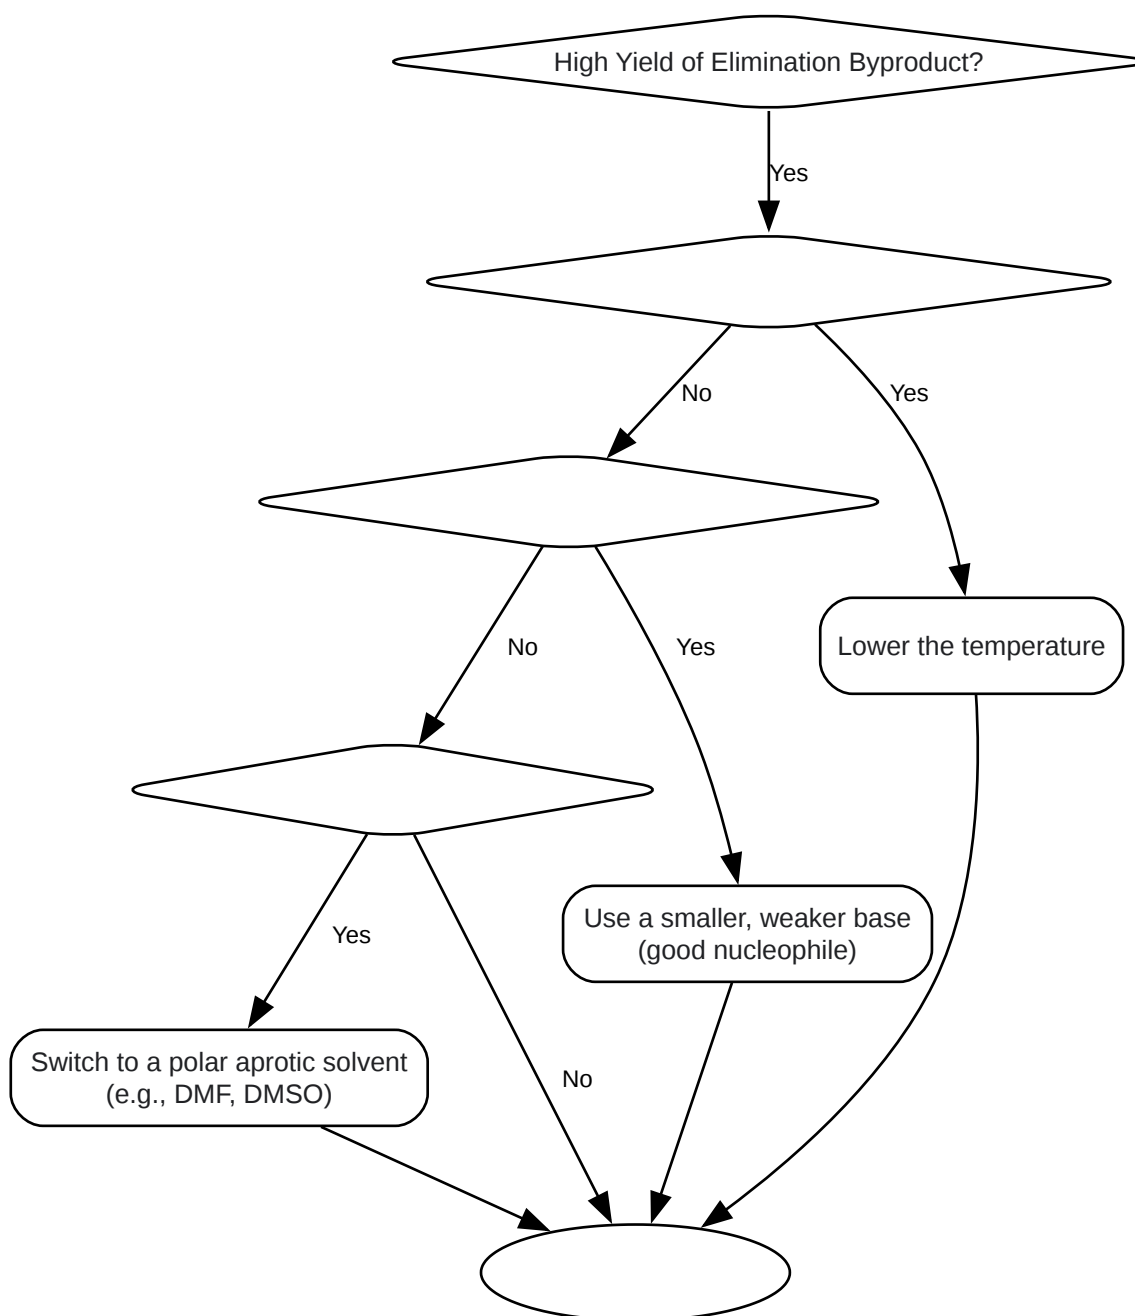 High Yield of Elimination Byproduct?
Yes
No
Yes
No
Yes
Lower the temperature
Yes
Use a smaller, weaker base
(good nucleophile)
Switch to a polar aprotic solvent
(e.g., DMF, DMSO)
No